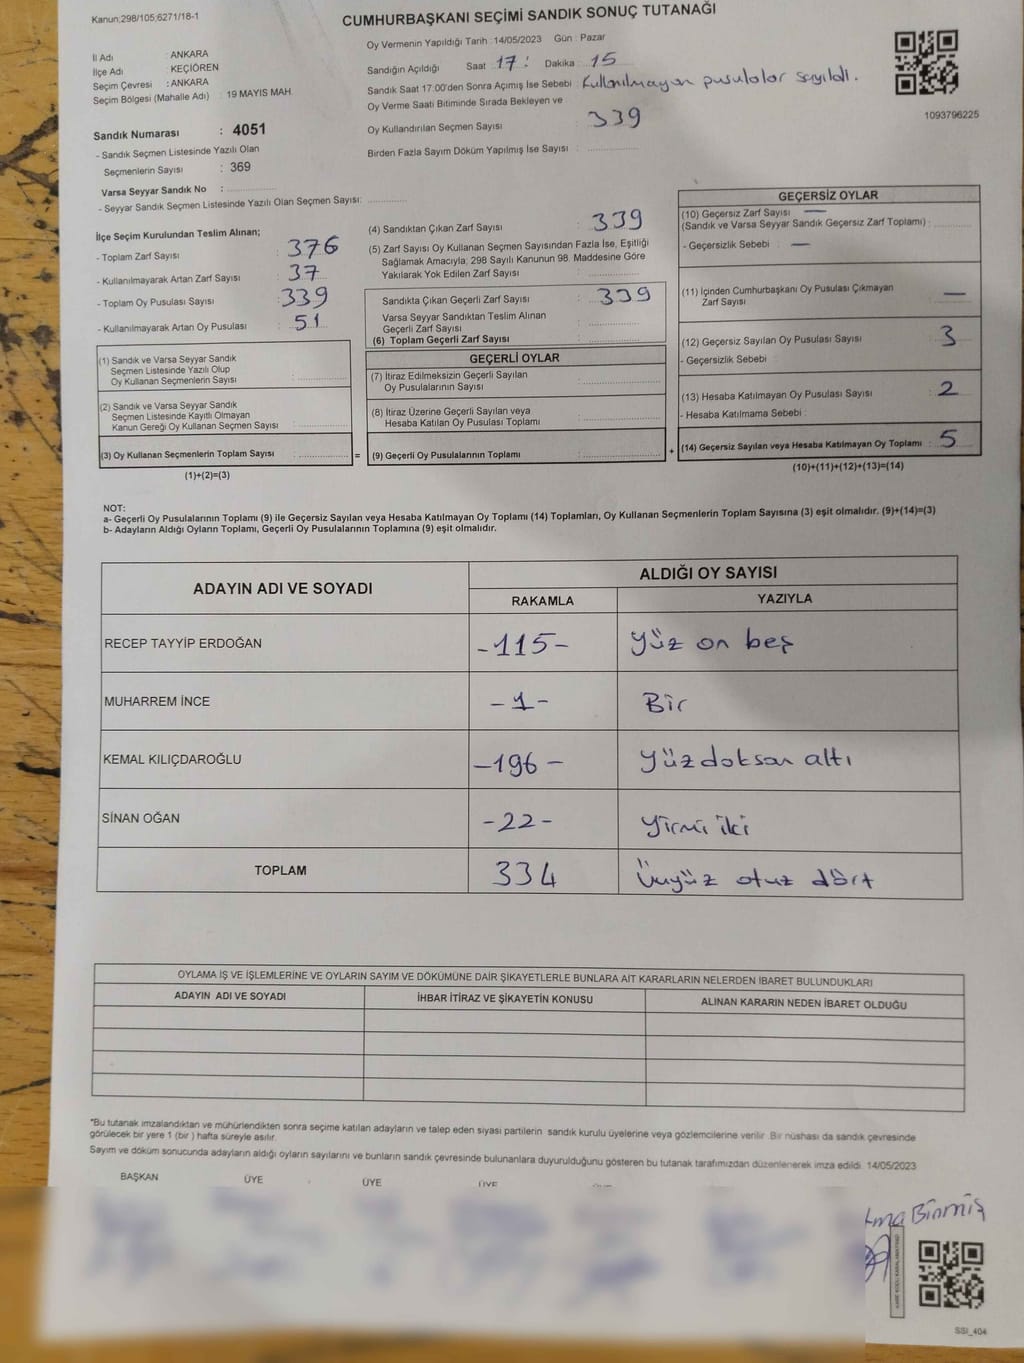 Kanun;298/105;6271/18-1
CUMHURBAŞKANI SEÇİMİ SANDIK SONUÇ TUTANAĞI
İl Adı : ANKARA
İlçe Adı : KEÇİÖREN
Seçim Çevresi : ANKARA
Seçim Bölgesi (Mahalle Adı) : 19 MAYIS MAH.
Sandık Numarası : 4051
- Sandık Seçmen Listesinde Yazılı Olan
Seçmenlerin Sayısı : 369
Varsa Seyyar Sandık No :
- Seyyar Sandık Seçmen Listesinde Yazılı Olan Seçmen Sayısı:
Oy Vermenin Yapıldığı Tarih : 14/05/2023 Gün : Pazar
Sandığın Açıldığı Saat 17 : Dakika : 15
Sandık Saat 17:00'den Sonra Açımış İse Sebebi : Kullanılmayan pusulalar sayıldı.
Oy Verme Saati Bitiminde Sırada Bekleyen ve
Oy Kullandırılan Seçmen Sayısı : 339
Birden Fazla Sayım Döküm Yapılmış İse Sayısı :
1093796225
İlçe Seçim Kurulundan Teslim Alınan;
- Toplam Zarf Sayısı : 376
- Kullanılmayarak Artan Zarf Sayısı : 37
- Toplam Oy Pusulası Sayısı : 339
- Kullanılmayarak Artan Oy Pusulası : 51
(1) Sandık ve Varsa Seyyar Sandık
Seçmen Listesinde Yazılı Olup
Oy Kullanan Seçmenlerin Sayısı :
(2) Sandık ve Varsa Seyyar Sandık
Seçmen Listesinde Kayıtlı Olmayan
Kanun Gereği Oy Kullanan Seçmen Sayısı :
(3) Oy Kullanan Seçmenlerin Toplam Sayısı : =
(1)+(2)=(3)
(4) Sandıktan Çıkan Zarf Sayısı : 339
(5) Zarf Sayısı Oy Kullanan Seçmen Sayısından Fazla İse, Eşitliği
Sağlamak Amacıyla; 298 Sayılı Kanunun 98. Maddesine Göre
Yakılarak Yok Edilen Zarf Sayısı :
Sandıkta Çıkan Geçerli Zarf Sayısı : 339
Varsa Seyyar Sandıktan Teslim Alınan
Geçerli Zarf Sayısı :
(6) Toplam Geçerli Zarf Sayısı :
GEÇERLİ OYLAR
(7) İtiraz Edilmeksizin Geçerli Sayılan
Oy Pusulalarının Sayısı :
(8) İtiraz Üzerine Geçerli Sayılan veya
Hesaba Katılan Oy Pusulası Toplamı :
(9) Geçerli Oy Pusulalarının Toplamı : +
GEÇERSİZ OYLAR
(10) Geçersiz Zarf Sayısı —
(Sandık ve Varsa Seyyar Sandık Geçersiz Zarf Toplamı) :
- Geçersizlik Sebebi : —
(11) İçinden Cumhurbaşkanı Oy Pusulası Çıkmayan
Zarf Sayısı : —
(12) Geçersiz Sayılan Oy Pusulası Sayısı : 3
- Geçersizlik Sebebi :
(13) Hesaba Katılmayan Oy Pusulası Sayısı : 2
- Hesaba Katılmama Sebebi :
(14) Geçersiz Sayılan veya Hesaba Katılmayan Oy Toplamı : 5
(10)+(11)+(12)+(13)=(14)
NOT:
a- Geçerli Oy Pusulalarının Toplamı (9) ile Geçersiz Sayılan veya Hesaba Katılmayan Oy Toplamı (14) Toplamları, Oy Kullanan Seçmenlerin Toplam Sayısına (3) eşit olmalıdır. (9)+(14)=(3)
b- Adayların Aldığı Oyların Toplamı, Geçerli Oy Pusulalarının Toplamına (9) eşit olmalıdır.
ADAYIN ADI VE SOYADI ALDIĞI OY SAYISI
RAKAMLA YAZIYLA
RECEP TAYYİP ERDOĞAN -115- Yüz on beş
MUHARREM İNCE -1- Bir
KEMAL KILIÇDAROĞLU -196- yüzdoksan altı
SİNAN OĞAN -22- Yirmi iki
TOPLAM 334 Üçyüz otuz dört
OYLAMA İŞ VE İŞLEMLERİNE VE OYLARIN SAYIM VE DÖKÜMÜNE DAİR ŞİKAYETLERLE BUNLARA AİT KARARLARIN NELERDEN İBARET BULUNDUKLARI
ADAYIN ADI VE SOYADI İHBAR İTİRAZ VE ŞİKAYETİN KONUSU ALINAN KARARIN NEDEN İBARET OLDUĞU
*Bu tutanak imzalandıktan ve mühürlendikten sonra seçime katılan adayların ve talep eden siyasi partilerin sandık kurulu üyelerine veya gözlemcilerine verilir. Bir nüshası da sandık çevresinde
görülecek bir yere 1 (bir ) hafta süreyle asılır.
Sayım ve döküm sonucunda adayların aldığı oyların sayılarını ve bunların sandık çevresinde bulunanlara duyurulduğunu gösteren bu tutanak tarafımızdan düzenlenerek imza edildi. 14/05/2023
BAŞKAN ÜYE ÜYE ÜYE
Binmiş
SSI_404